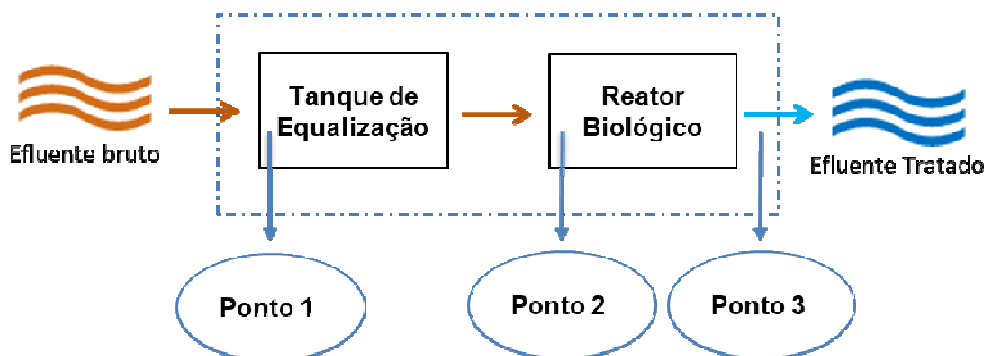 Tanque de
Equalização
Reator
Biológico
Efluente bruto
Efluente Tratado
Ponto 1
Ponto 2
Ponto 3